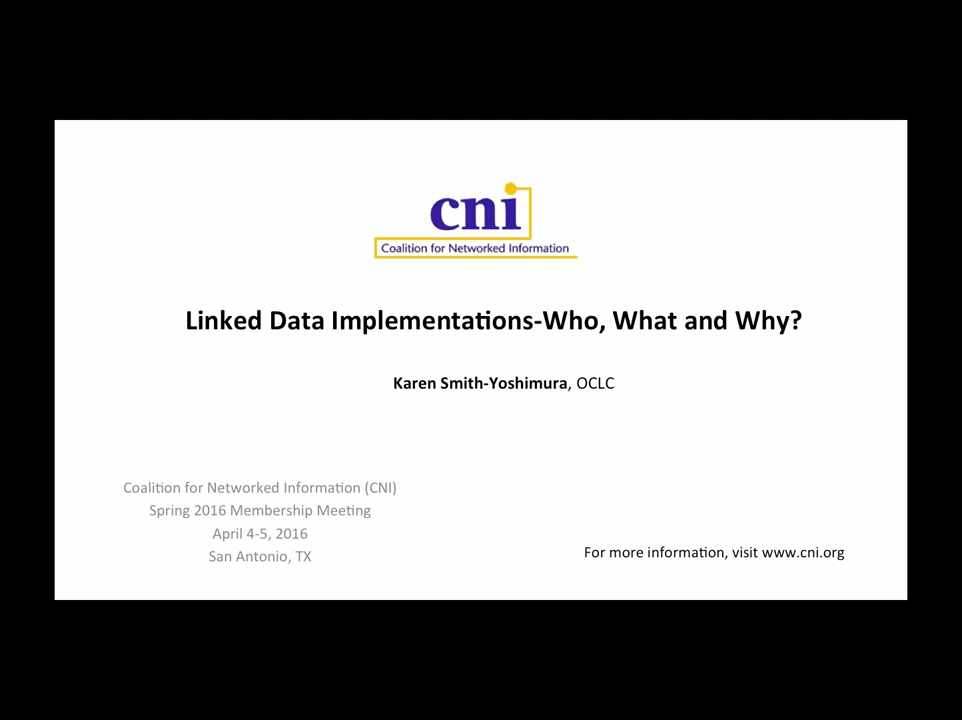 cni
Coalition for Networked Information
Linked Data Implementations-Who, What and Why?
Karen Smith-Yoshimura, OCLC
Coalition for Networked Information (CNI)
Spring 2016 Membership Meeting
April 4-5, 2016
San Antonio, TX
For more information, visit www.cni.org